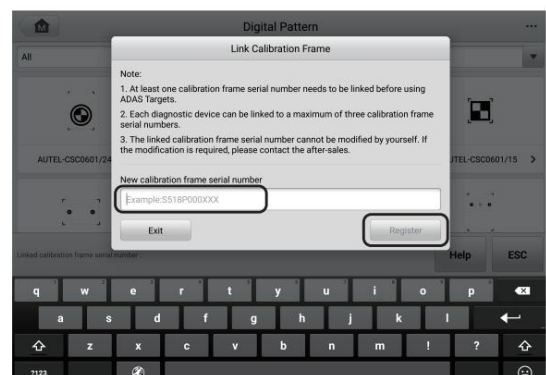 Digital Pattern
All
Link Calibration Frame
Note:
1. At least one calibration frame serial number needs to be linked before using
ADAS Targets.
2. Each diagnostic device can be linked to a maximum of three calibration frame
serial numbers.
3. The linked calibration frame serial number cannot be modified by yourself. If
the modification is required, please contact the after-sales.
AUTEL-CSC0601/24
UTEL-CSC0601/15
New calibration frame serial number
Example:S518P000XXX
Exit
Register
Linked calibration frame serial number :
Help
ESC
q w e r t y u i o p
a s d f g h j k l
z x c v b n m ! ?
?123